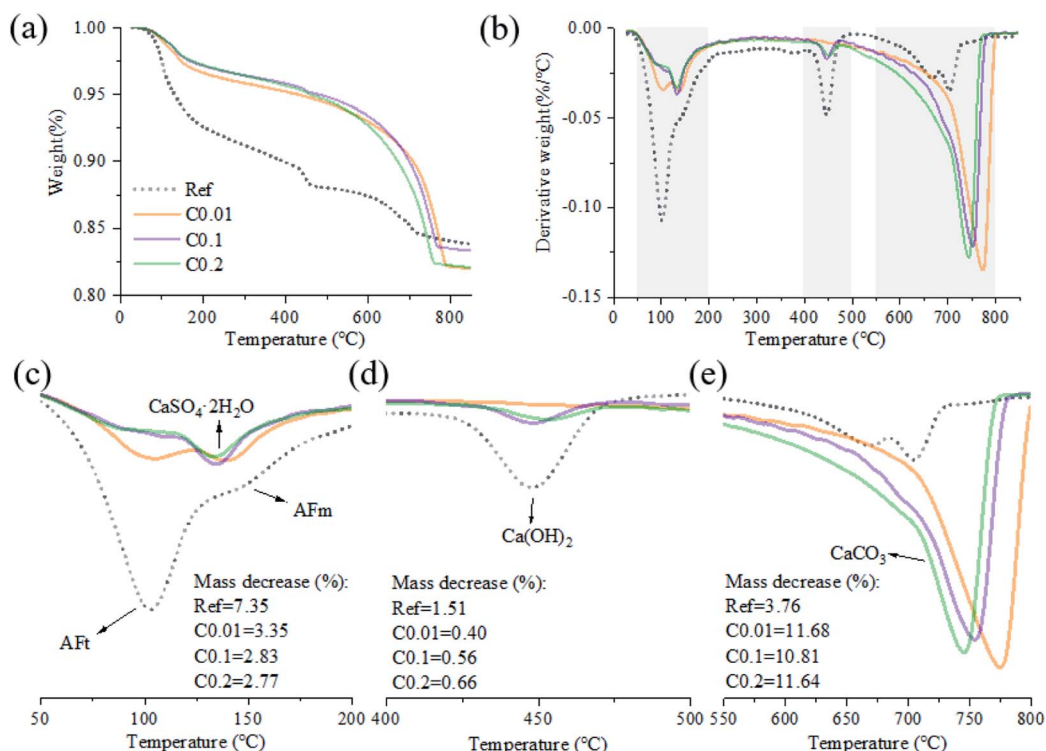 (a)
1.00
0.95
0.90
0.85
0.80
Weight(%)
Ref
C0.01
C0.1
C0.2
0 200 400 600 800
Temperature (℃)
(b)
0.00
-0.05
-0.10
-0.15
Derivative weight(%/℃)
0 100 200 300 400 500 600 700 800
Temperature (℃)
(c)
CaSO₄·2H₂O
AFm
AFt
Mass decrease (%):
Ref=7.35
C0.01=3.35
C0.1=2.83
C0.2=2.77
50 100 150 200
Temperature (℃)
(d)
Ca(OH)₂
Mass decrease (%):
Ref=1.51
C0.01=0.40
C0.1=0.56
C0.2=0.66
400 450 500
Temperature (℃)
(e)
CaCO₃
Mass decrease (%):
Ref=3.76
C0.01=11.68
C0.1=10.81
C0.2=11.64
550 600 650 700 750 800
Temperature (℃)